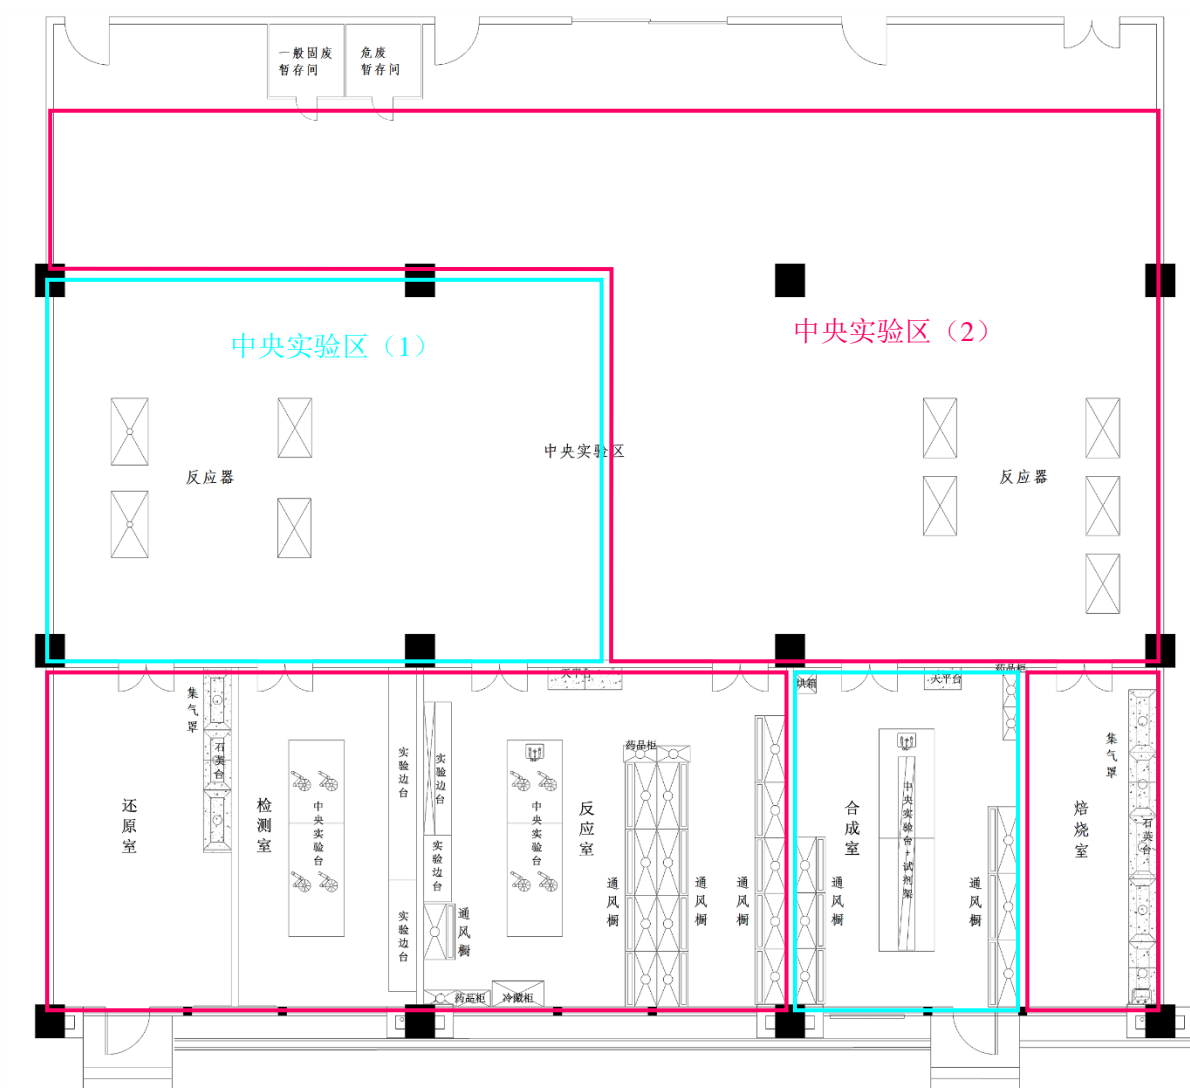 一般固废
暂存间
危废
暂存间
中央实验区（1）
中央实验区（2）
中央实验区
反应器
反应器
集气罩
石英台
还原室
检测室
中央实验台
实验边台
实验边台
实验边台
实验边台
通风橱
药品柜
冷藏柜
天平台
中央实验台
反应室
药品柜
通风橱
通风橱
通风橱
烘箱
天平台
药品柜
合成室
中央实验台+试剂架
通风橱
通风橱
焙烧室
集气罩
石英台